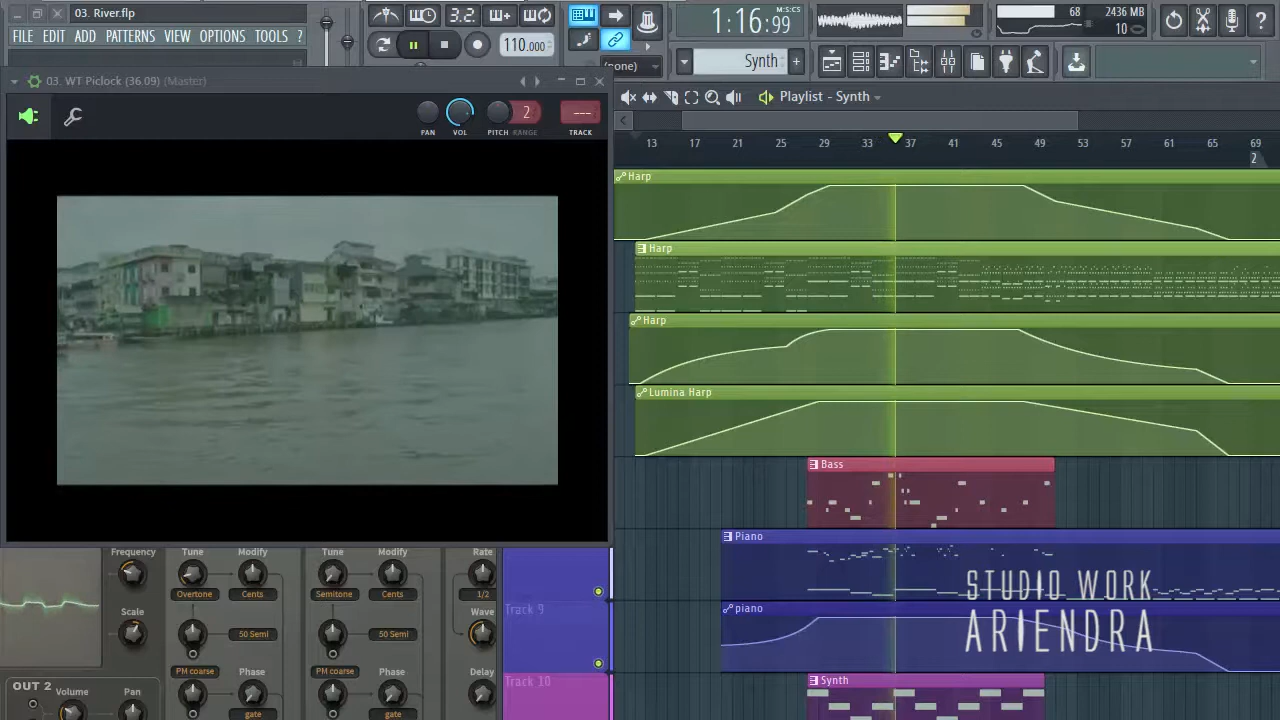 03. River.flp
3.2.
1:16:99
M:S:CS
68
2436 MB
10
FILE EDIT ADD PATTERNS VIEW OPTIONS TOOLS ?
110.000
(none)
Synth
03. WT Piclock (36.09) (Master)
2
---
PAN
VOL
PITCH
RANGE
TRACK
Playlist - Synth
13 17 21 25 29 33 37 41 45 49 53 57 61 65 69
2
Harp
Harp
Harp
Lumina Harp
Bass
Piano
piano
Synth
STUDIO WORK
ARIENDRA
Frequency
Tune
Modify
Tune
Modify
Rate
Overtone
Cents
Semitone
Cents
1/2
Scale
Wave
Track 9
50 Semi
50 Semi
PM coarse
Phase
PM coarse
Phase
Delay
Track 10
OUT 2
Volume
Pan
gate
gate